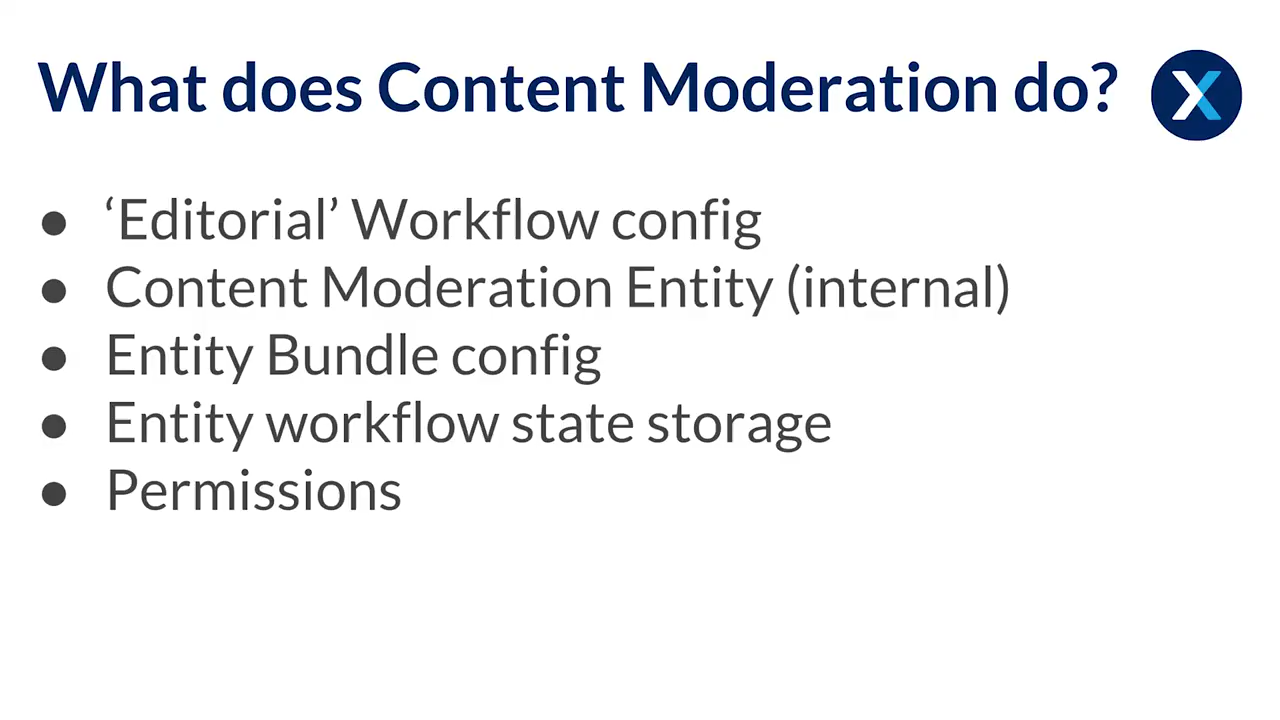 What does Content Moderation do?
● ‘Editorial’ Workflow config
● Content Moderation Entity (internal)
● Entity Bundle config
● Entity workflow state storage
● Permissions